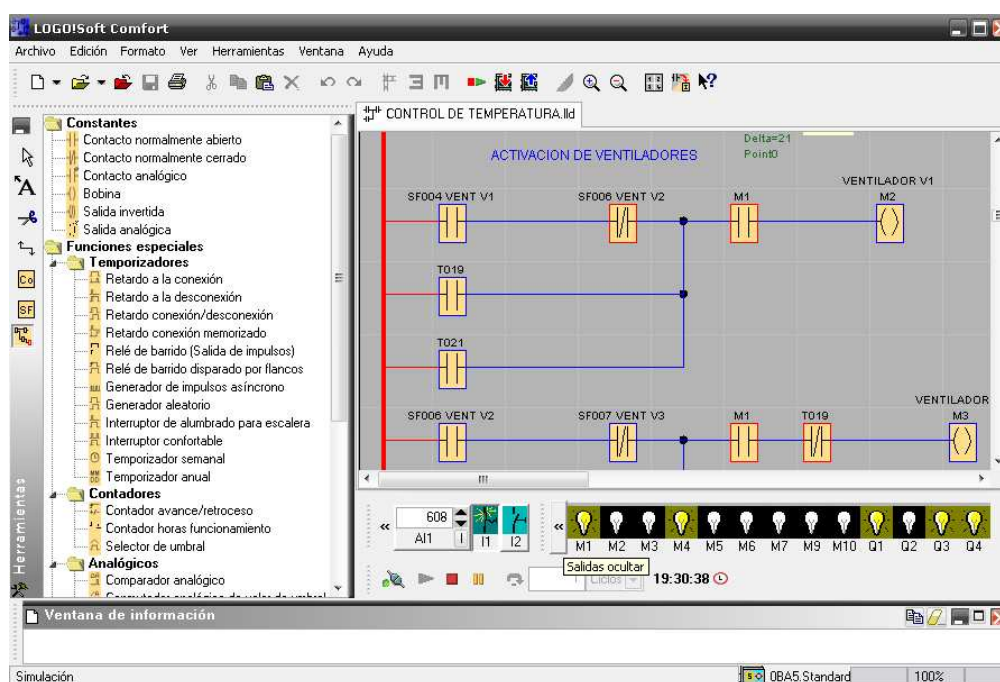 LOGO!Soft Comfort
Archivo Edición Formato Ver Herramientas Ventana Ayuda
CONTROL DE TEMPERATURA.lld
Constantes
Contacto normalmente abierto
Contacto normalmente cerrado
Contacto analógico
Bobina
Salida invertida
Salida analógica
Funciones especiales
Temporizadores
Retardo a la conexión
Retardo a la desconexión
Retardo conexión/desconexión
Retardo conexión memorizado
Relé de barrido (Salida de impulsos)
Relé de barrido disparado por flancos
Generador de impulsos asíncrono
Generador aleatorio
Interruptor de alumbrado para escalera
Interruptor confortable
Temporizador semanal
Temporizador anual
Contadores
Contador avance/retroceso
Contador horas funcionamiento
Selector de umbral
Analógicos
Comparador analógico
Co
SF
Herramientas
Delta=21
Point0
ACTIVACION DE VENTILADORES
VENTILADOR V1
SF004 VENT V1 SF006 VENT V2 M1 M2
T019
T021
VENTILADOR
SF006 VENT V2 SF007 VENT V3 M1 T019 M3
608
AI1 I1 I2
M1 M2 M3 M4 M5 M6 M7 M9 M10 Q1 Q2 Q3 Q4
Salidas ocultar
1 Ciclos 19:30:38
Ventana de información
Simulación 0BA5.Standard 100%